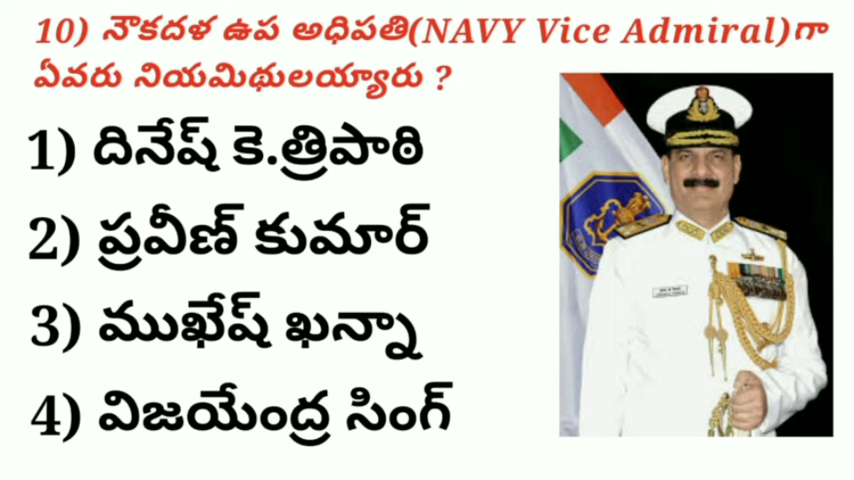 10) నౌకదళ ఉప అధిపతి(NAVY Vice Admiral)గా
ఏవరు నియమిథులయ్యారు ?
1) దినేష్ కె.త్రిపాఠి
2) ప్రవీణ్ కుమార్
3) ముఖేష్ ఖన్నా
4) విజయేంద్ర సింగ్